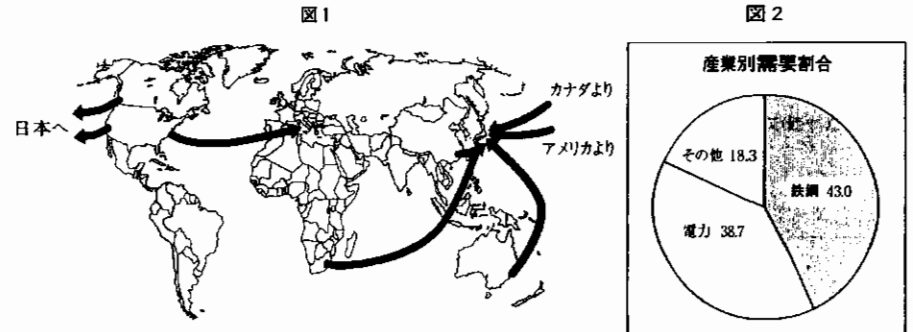 図1
図2
カナダより
日本へ
アメリカより
産業別需要割合
その他 18.3
鉄鋼 43.0
電力 38.7